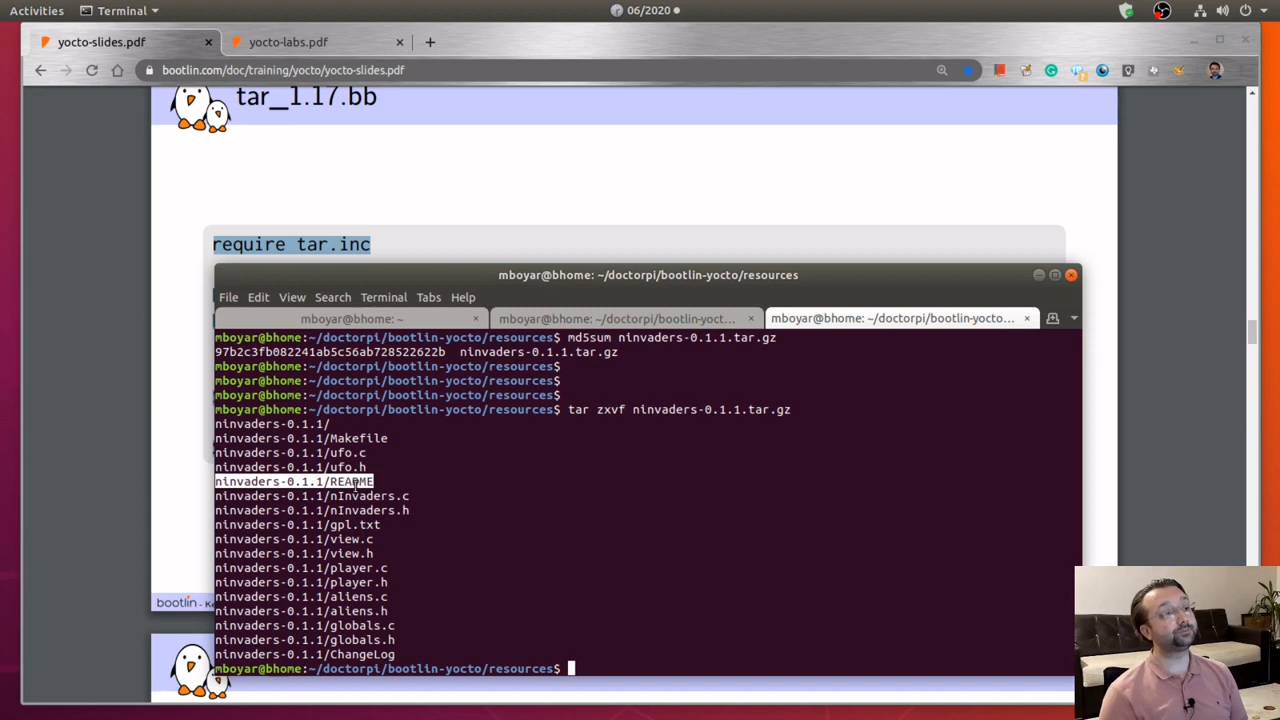 Activities
Terminal
06/2020
yocto-slides.pdf
yocto-labs.pdf
bootlin.com/doc/training/yocto/yocto-slides.pdf
tar_1.17.bb
require tar.inc
mboyar@bhome: ~/doctorpi/bootlin-yocto/resources
File Edit View Search Terminal Tabs Help
mboyar@bhome: ~
mboyar@bhome: ~/doctorpi/bootlin-yoct...
mboyar@bhome: ~/doctorpi/bootlin-yocto...
mboyar@bhome:~/doctorpi/bootlin-yocto/resources$ md5sum ninvaders-0.1.1.tar.gz
97b2c3fb082241ab5c56ab728522622b  ninvaders-0.1.1.tar.gz
mboyar@bhome:~/doctorpi/bootlin-yocto/resources$
mboyar@bhome:~/doctorpi/bootlin-yocto/resources$
mboyar@bhome:~/doctorpi/bootlin-yocto/resources$
mboyar@bhome:~/doctorpi/bootlin-yocto/resources$ tar zxvf ninvaders-0.1.1.tar.gz
ninvaders-0.1.1/
ninvaders-0.1.1/Makefile
ninvaders-0.1.1/ufo.c
ninvaders-0.1.1/ufo.h
ninvaders-0.1.1/README
ninvaders-0.1.1/nInvaders.c
ninvaders-0.1.1/nInvaders.h
ninvaders-0.1.1/gpl.txt
ninvaders-0.1.1/view.c
ninvaders-0.1.1/view.h
ninvaders-0.1.1/player.c
ninvaders-0.1.1/player.h
ninvaders-0.1.1/aliens.c
ninvaders-0.1.1/aliens.h
ninvaders-0.1.1/globals.c
ninvaders-0.1.1/globals.h
ninvaders-0.1.1/ChangeLog
mboyar@bhome:~/doctorpi/bootlin-yocto/resources$
bootlin - Ke